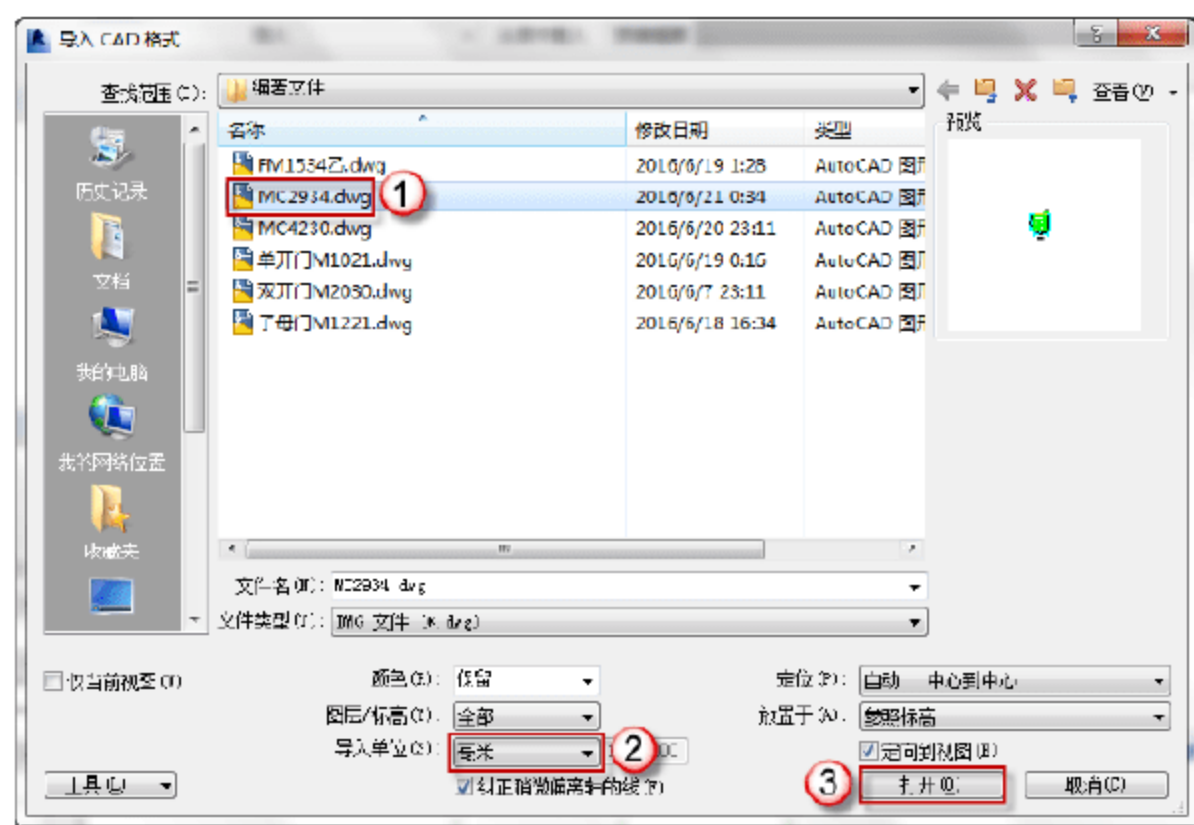 导入 CAD 格式
查找范围(I):
编著文件
查看(V)
名称
修改日期
类型
预览
FM1534乙.dwg
2016/6/19 1:28
AutoCAD 图形
MC2934.dwg
①
2016/6/21 0:34
AutoCAD 图形
MC4230.dwg
2016/6/20 23:11
AutoCAD 图形
单开门M1021.dwg
2016/6/19 0:16
AutoCAD 图形
双开门M2030.dwg
2016/6/7 23:11
AutoCAD 图形
子母门M1221.dwg
2016/6/18 16:34
AutoCAD 图形
历史记录
文档
我的电脑
我的网络位置
收藏夹
文件名(N): MC2934.dwg
文件类型(T): DWG 文件 (*.dwg)
仅当前视图(O)
颜色(R): 保留
定位(P): 自动 - 中心到中心
图层/标高(Y): 全部
放置于(A): 参照标高
导入单位(S): 毫米
②
定向到视图(B)
工具(L)
纠正稍微偏离轴的线(F)
③
打开(O)
取消(C)